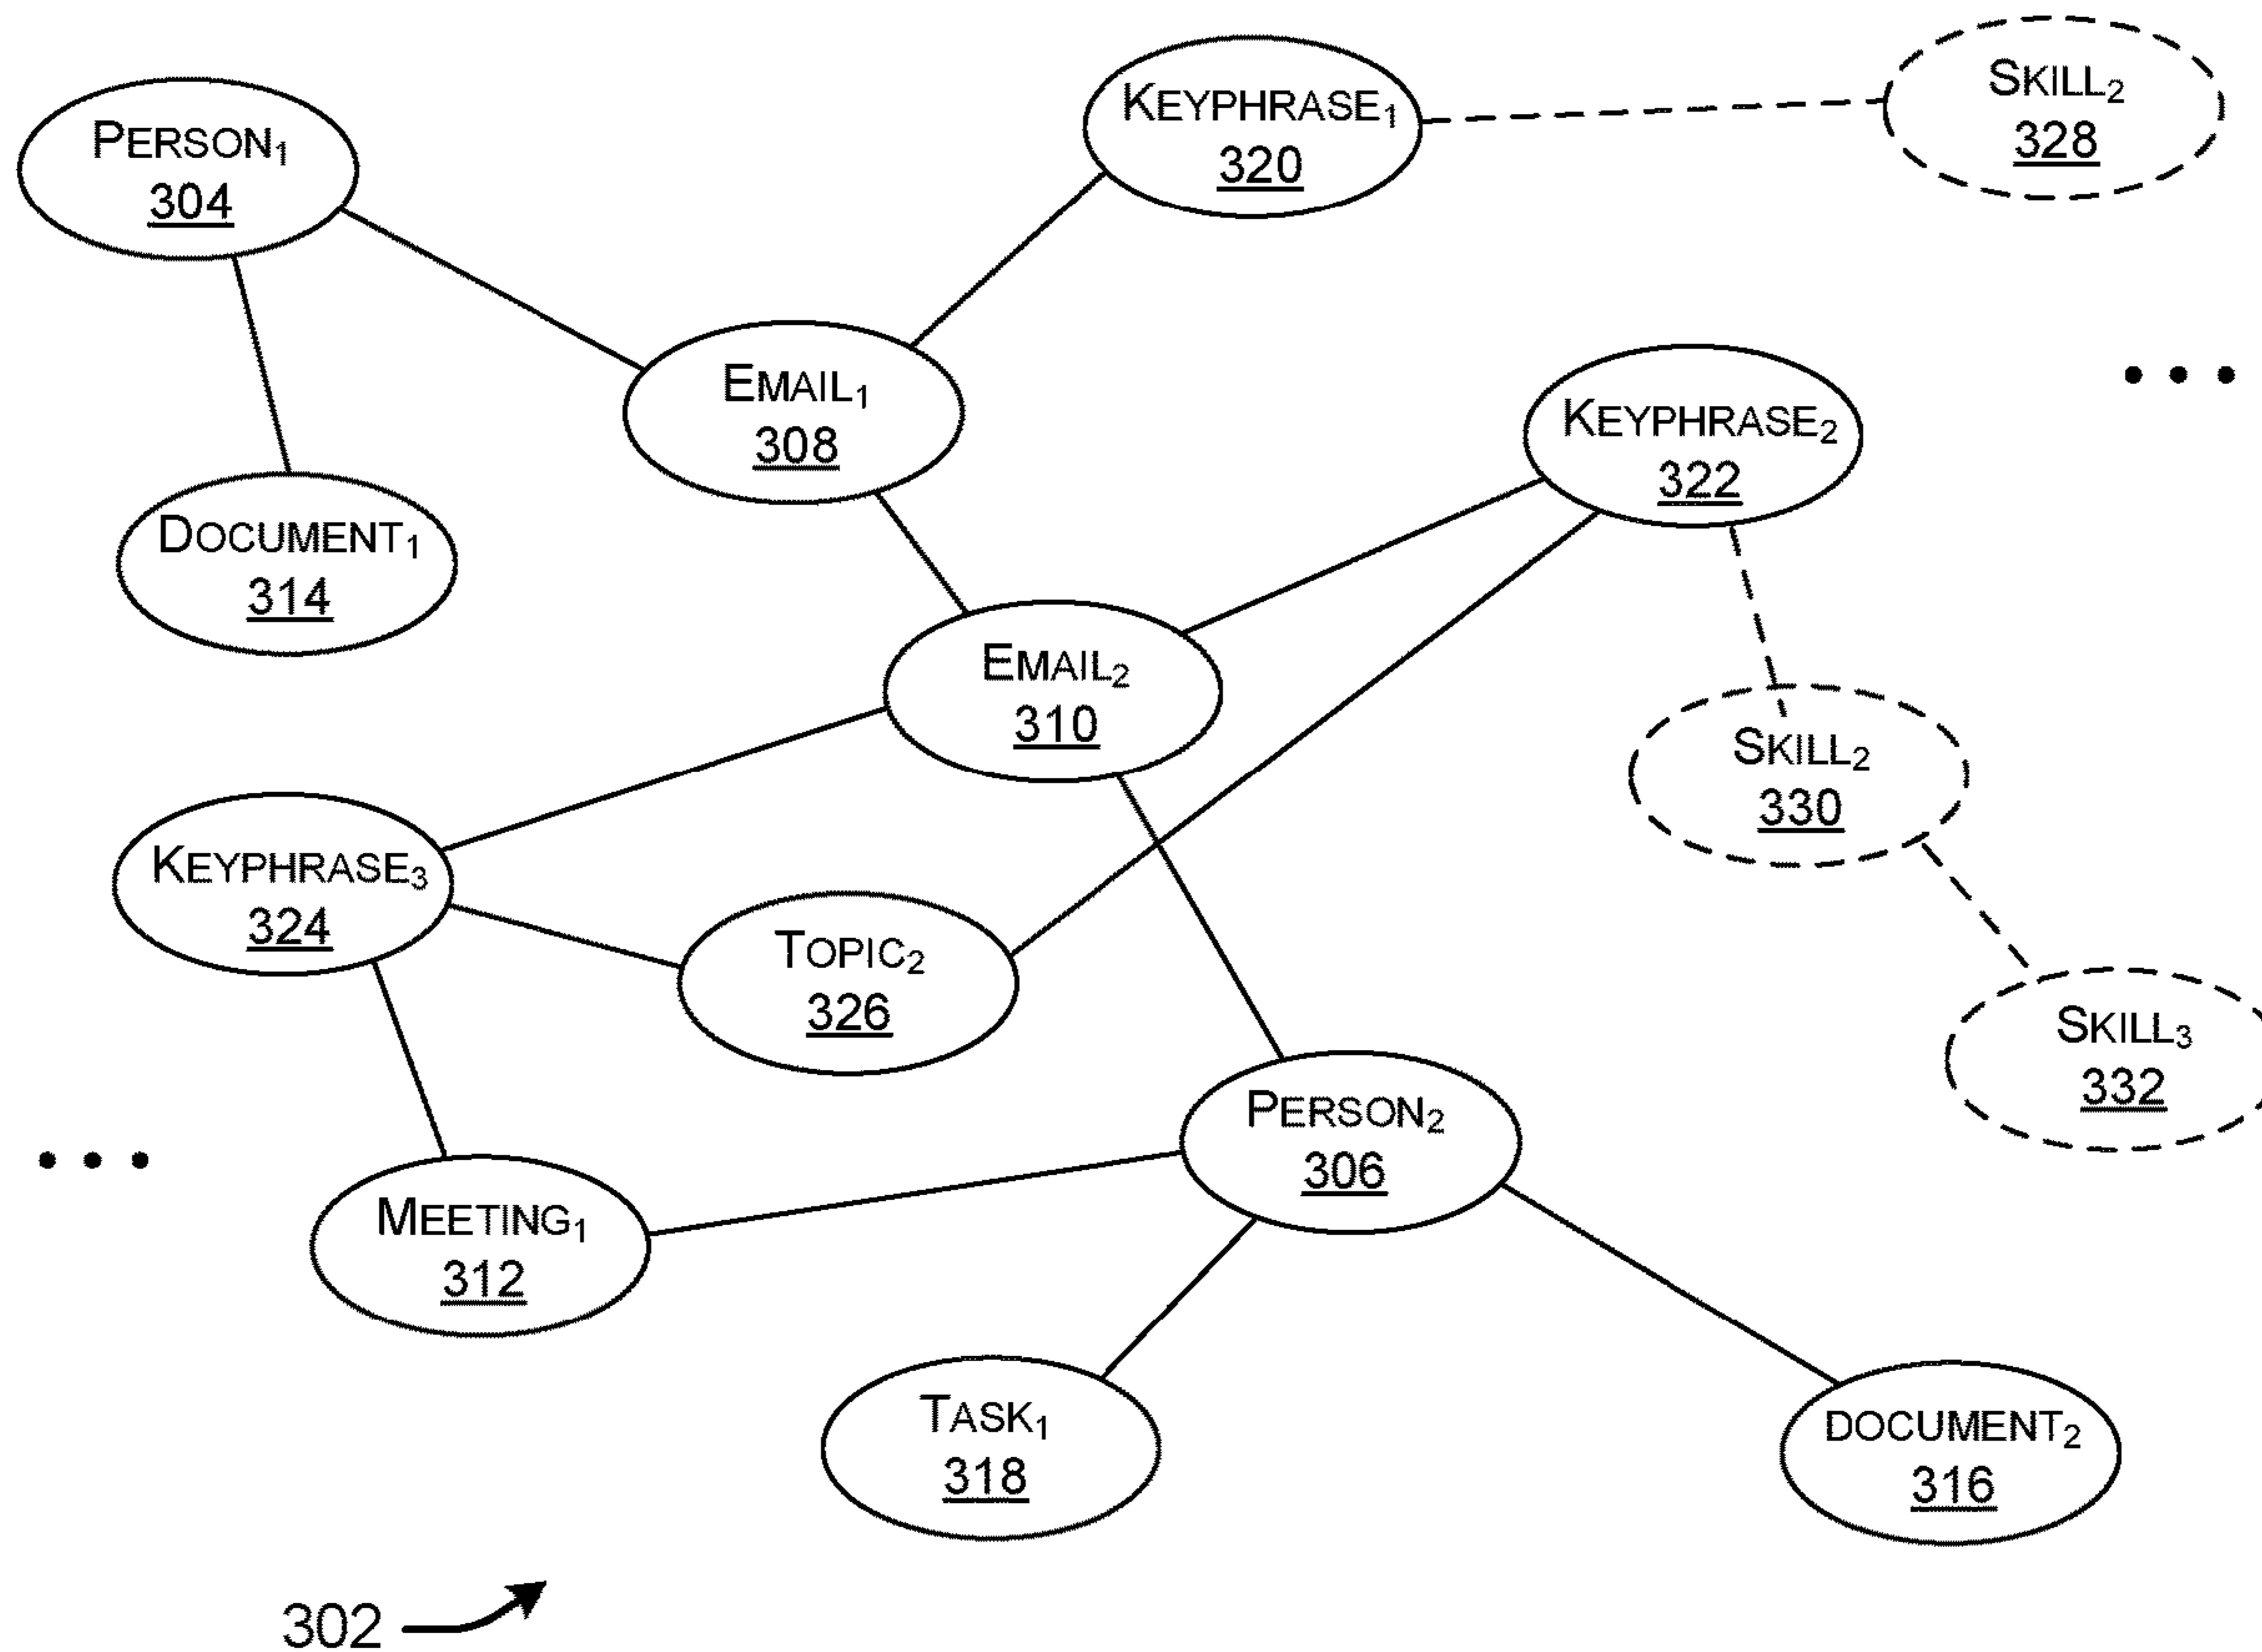 PERSON₁
304
KEYPHRASE₁
320
SKILL₂
328
EMAIL₁
308
KEYPHRASE₂
322
DOCUMENT₁
314
EMAIL₂
310
SKILL₂
330
KEYPHRASE₃
324
TOPIC₂
326
SKILL₃
332
PERSON₂
306
MEETING₁
312
TASK₁
318
DOCUMENT₂
316
302